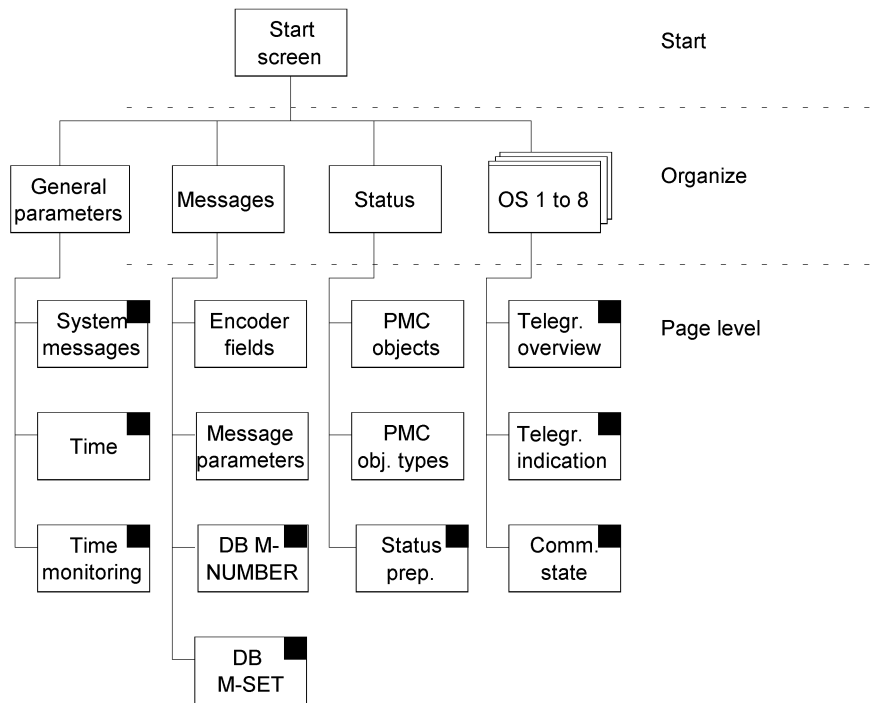 Start
screen
Start
General
parameters
Messages
Status
OS 1 to 8
Organize
System
messages
Encoder
fields
PMC
objects
Telegr.
overview
Page level
Time
Message
parameters
PMC
obj. types
Telegr.
indication
Time
monitoring
DB M-
NUMBER
Status
prep.
Comm.
state
DB
M-SET